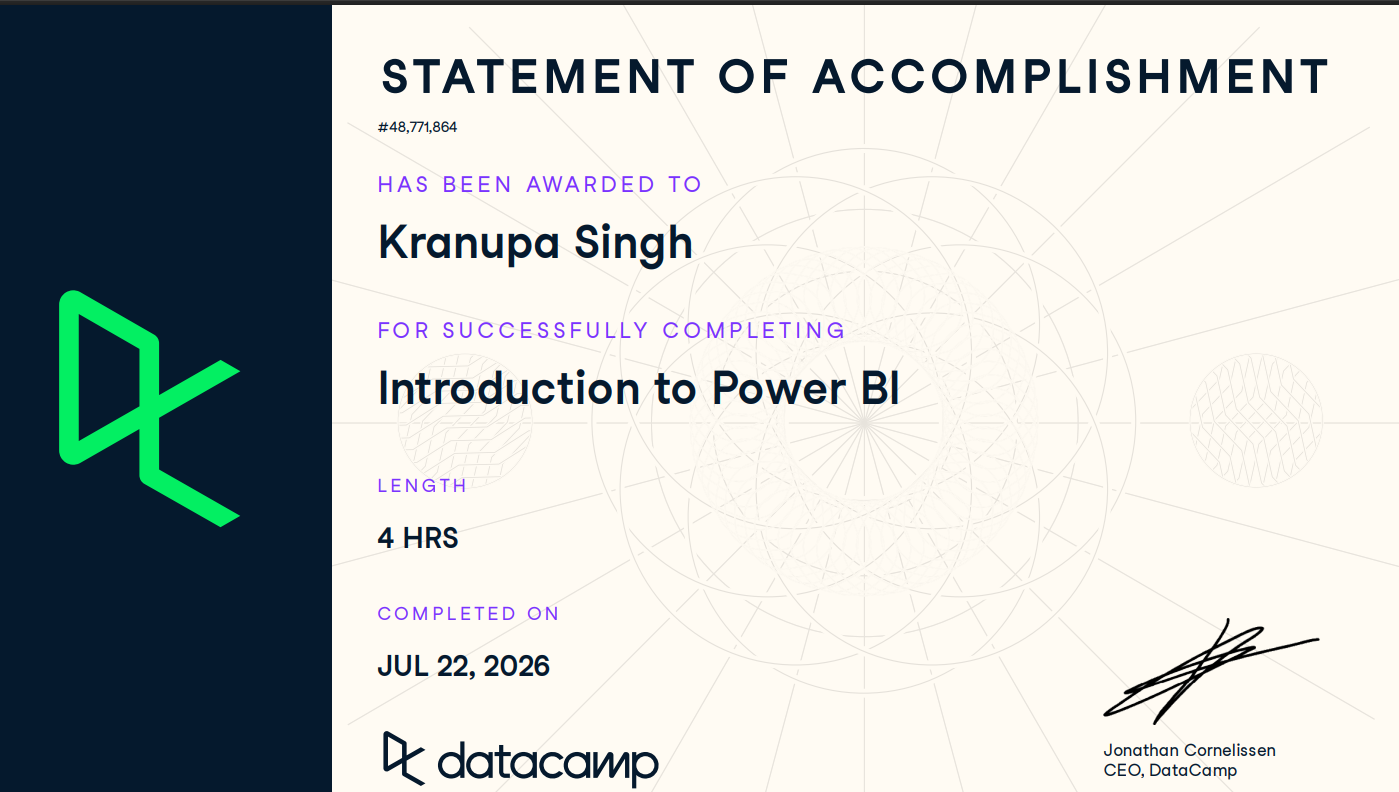 STATEMENT OF ACCOMPLISHMENT
#48,771,864
HAS BEEN AWARDED TO
Kranupa Singh
FOR SUCCESSFULLY COMPLETING
Introduction to Power BI
LENGTH
4 HRS
COMPLETED ON
JUL 22, 2026
datacamp
Jonathan Cornelissen
CEO, DataCamp